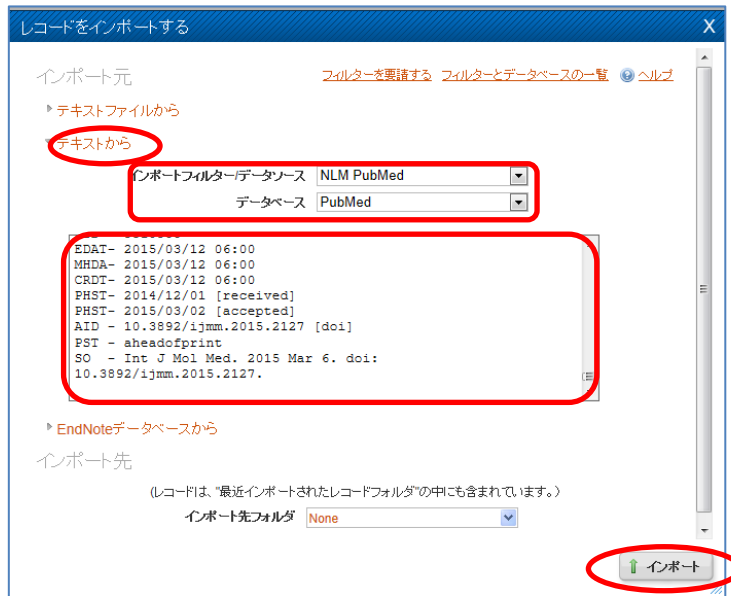 レコードをインポートする X
インポート元 フィルターを要請する フィルターとデータベースの一覧 ヘルプ
テキストファイルから
テキストから
インポートフィルター/データソース NLM PubMed
データベース PubMed
EDAT- 2015/03/12 06:00
MHDA- 2015/03/12 06:00
CRDT- 2015/03/12 06:00
PHST- 2014/12/01 [received]
PHST- 2015/03/02 [accepted]
AID - 10.3892/ijmm.2015.2127 [doi]
PST - aheadofprint
SO - Int J Mol Med. 2015 Mar 6. doi:
10.3892/ijmm.2015.2127.
EndNoteデータベースから
インポート先
(レコードは、"最近インポートされたレコードフォルダ"の中にも含まれています。)
インポート先フォルダ None
インポート